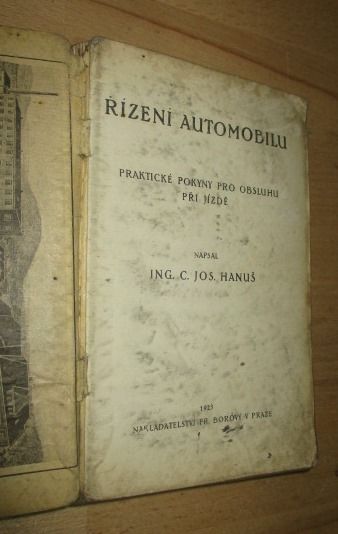 ŘÍZENÍ AUTOMOBILU
PRAKTICKÉ POKYNY PRO OBSLUHU
PŘI JÍZDĚ
NAPSAL
ING. C. JOS. HANUŠ
1923
NAKLADATELSTVÍ FR. BOROVÝ V PRAZE